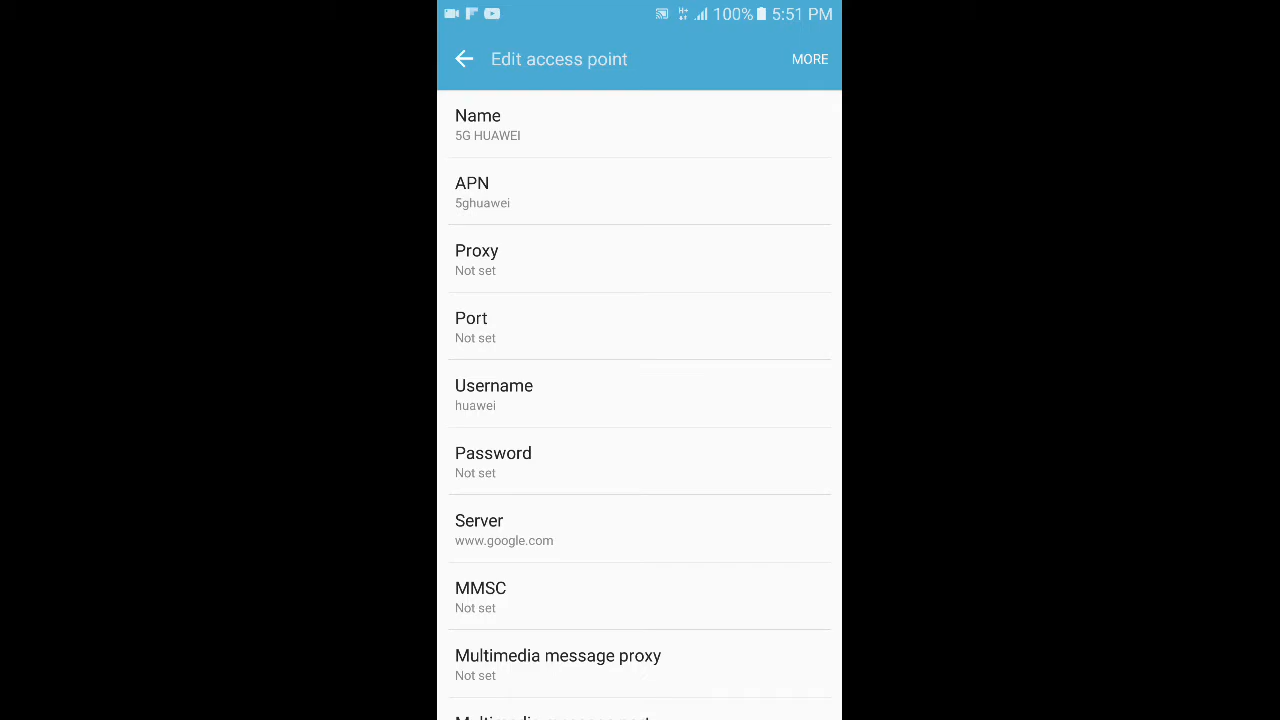 100% 5:51 PM
Edit access point
MORE
Name
5G HUAWEI
APN
5ghuawei
Proxy
Not set
Port
Not set
Username
huawei
Password
Not set
Server
www.google.com
MMSC
Not set
Multimedia message proxy
Not set